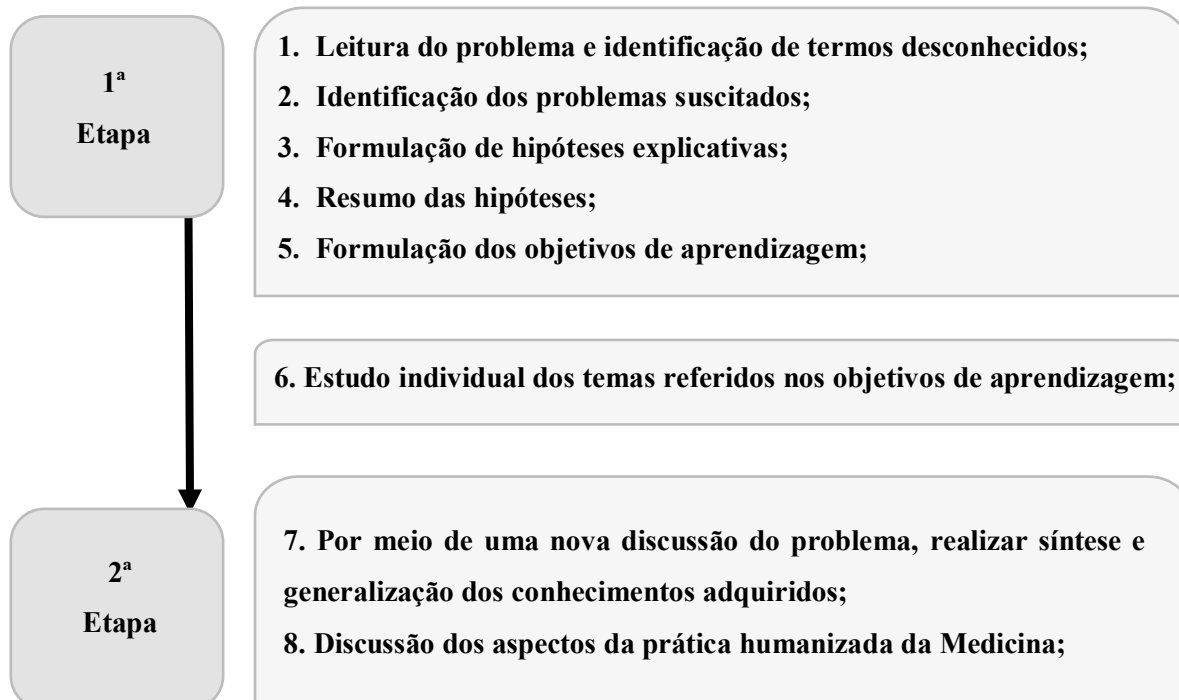 1ª
Etapa
1. Leitura do problema e identificação de termos desconhecidos;
2. Identificação dos problemas suscitados;
3. Formulação de hipóteses explicativas;
4. Resumo das hipóteses;
5. Formulação dos objetivos de aprendizagem;
6. Estudo individual dos temas referidos nos objetivos de aprendizagem;
2ª
Etapa
7. Por meio de uma nova discussão do problema, realizar síntese e
generalização dos conhecimentos adquiridos;
8. Discussão dos aspectos da prática humanizada da Medicina;